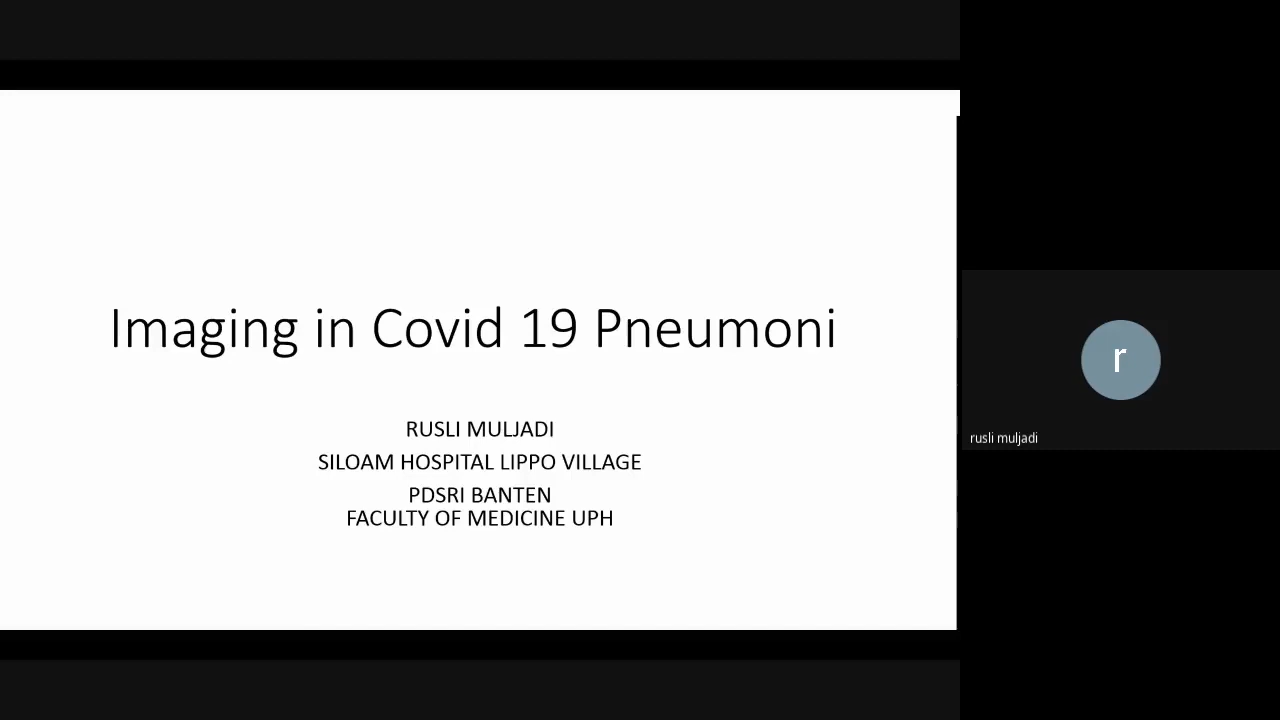 Imaging in Covid 19 Pneumoni
RUSLI MULJADI
SILOAM HOSPITAL LIPPO VILLAGE
PDSRI BANTEN
FACULTY OF MEDICINE UPH
r
rusli muljadi